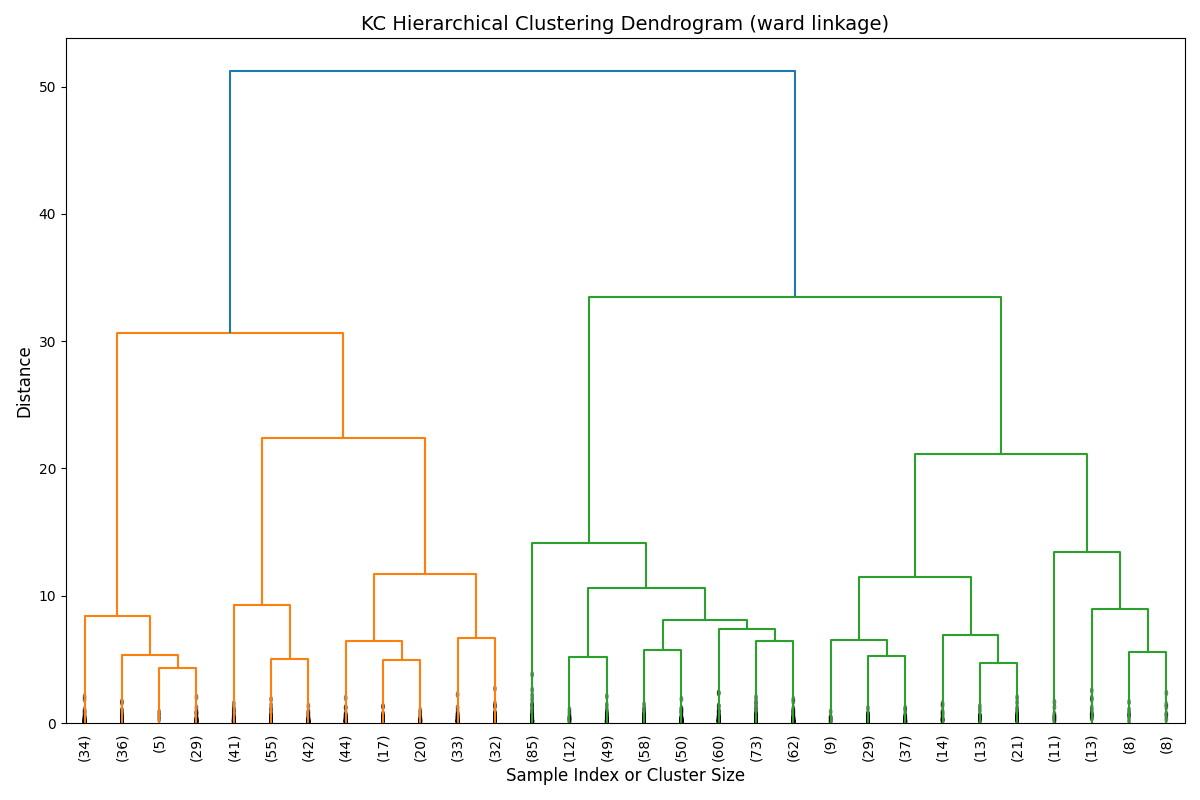 KC Hierarchical Clustering Dendrogram (ward linkage)
50
40
30
20
10
0
Distance
(34) (36) (5) (29) (41) (55) (42) (44) (17) (20) (33) (32) (85) (12) (49) (58) (50) (60) (73) (62) (9) (29) (37) (14) (13) (21) (11) (13) (8) (8)
Sample Index or Cluster Size